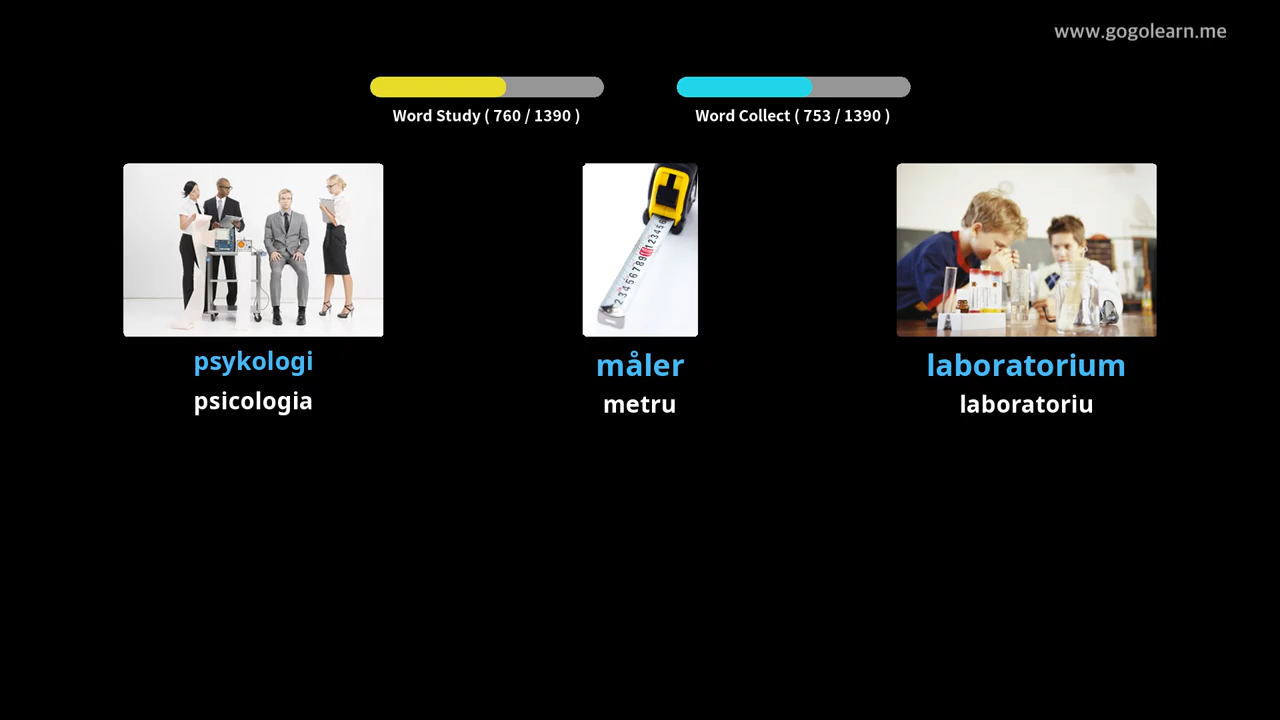 www.gogolearn.me
Word Study ( 760 / 1390 )
Word Collect ( 753 / 1390 )
psykologi
psicologia
måler
metru
laboratorium
laboratoriu